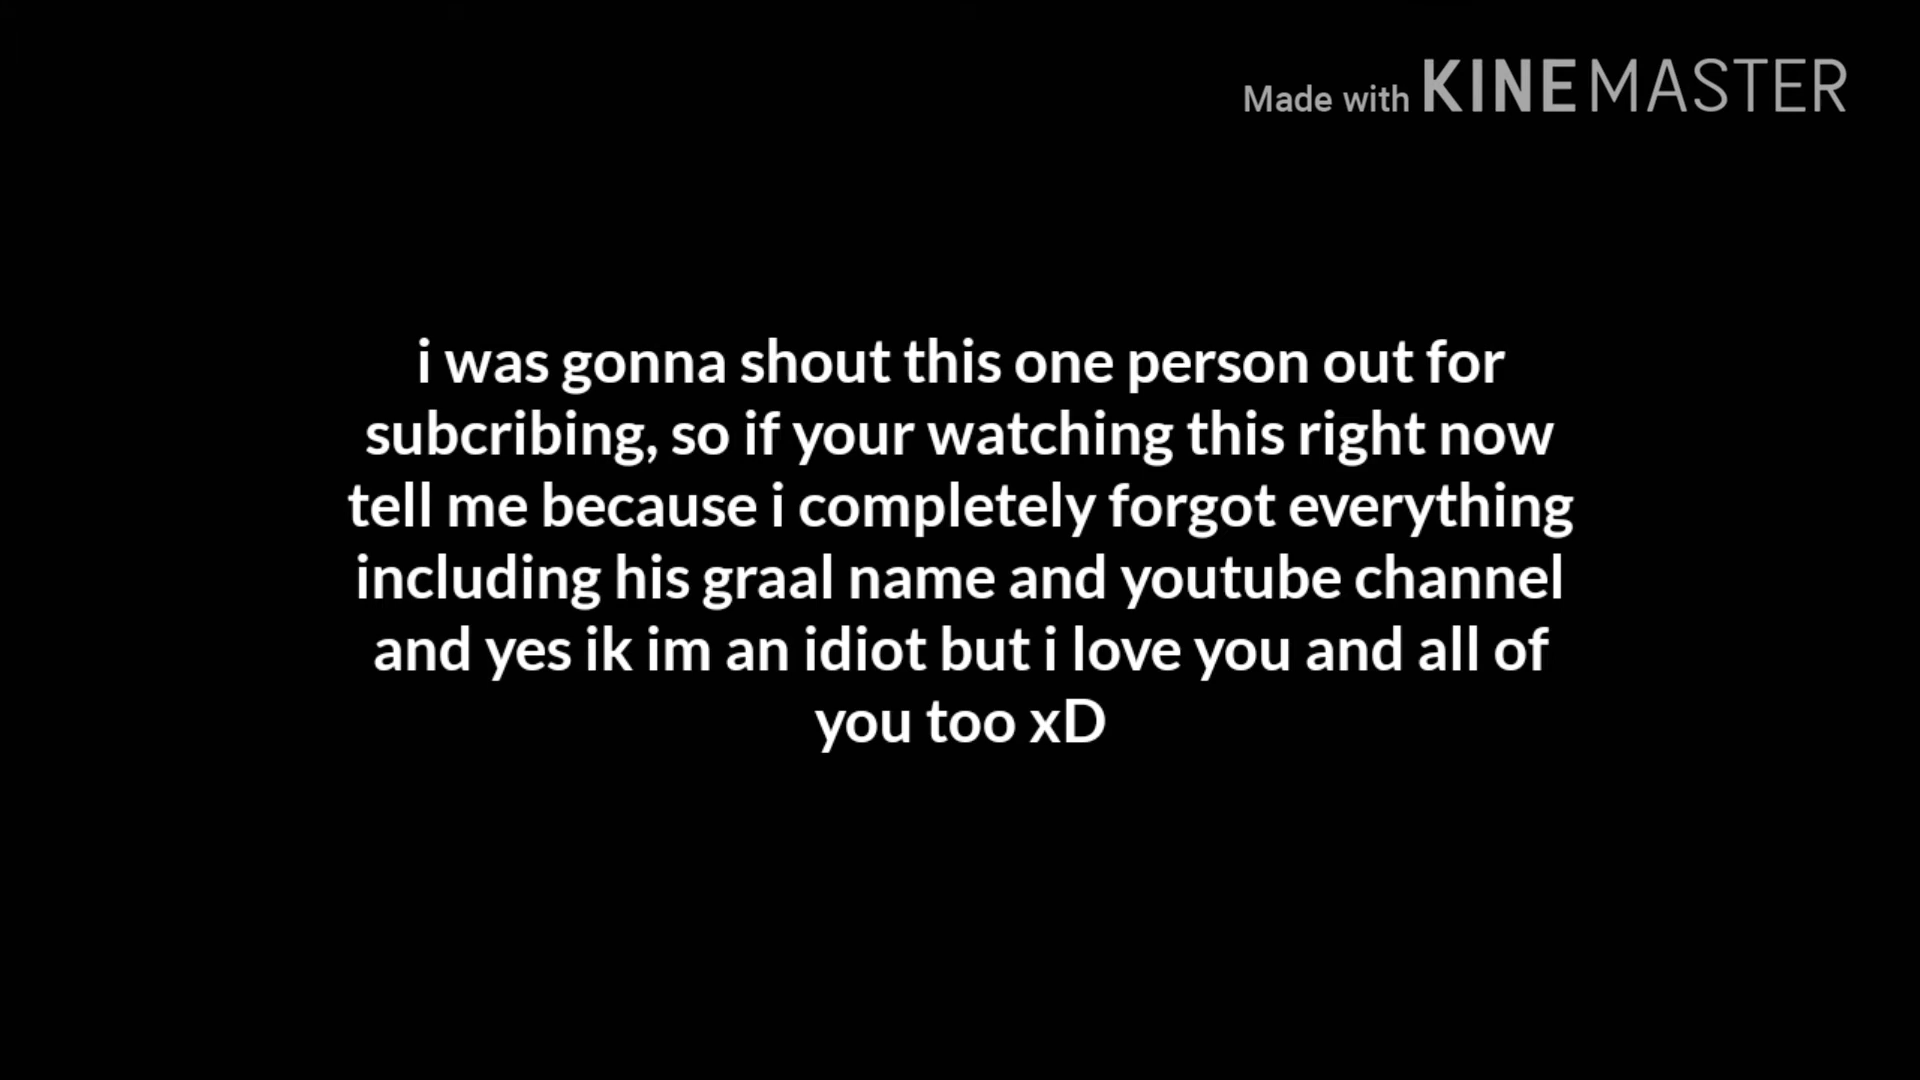 Made with KINEMASTER
i was gonna shout this one person out for
subcribing, so if your watching this right now
tell me because i completely forgot everything
including his graal name and youtube channel
and yes ik im an idiot but i love you and all of
you too xD